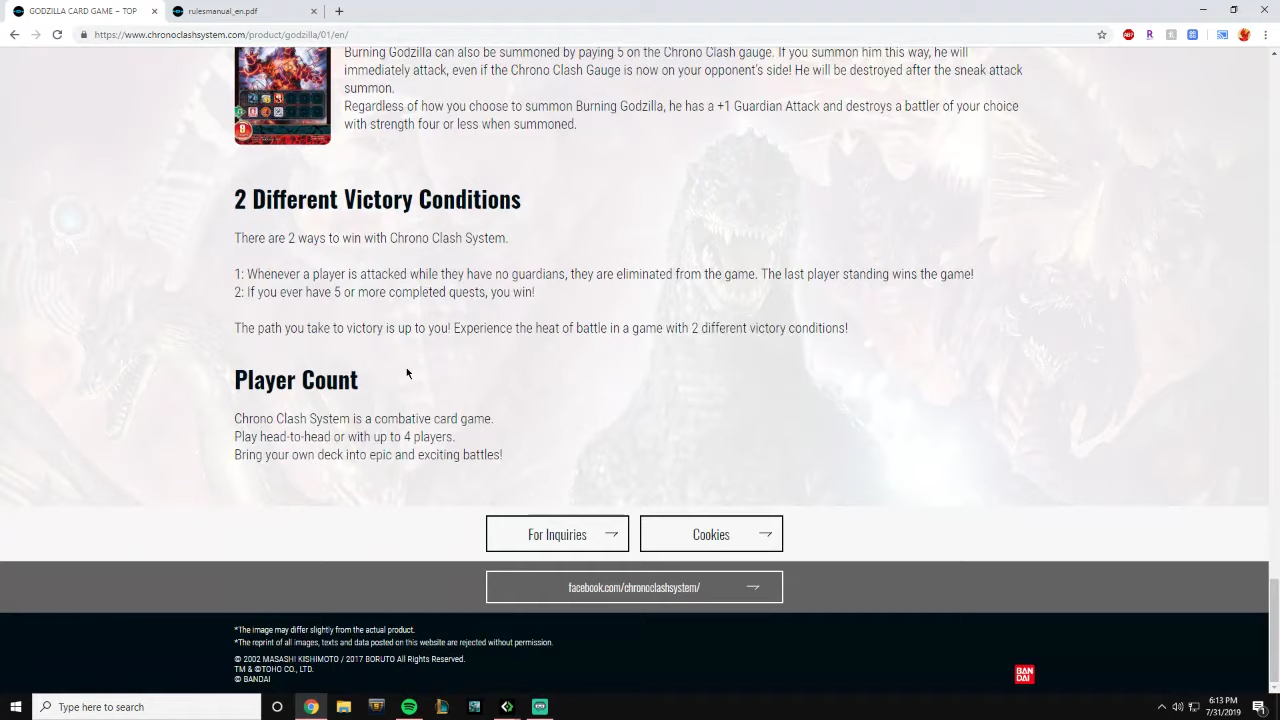 GODZILLA CARD GAME – TOP
rulesmanual_en.pdf
https://www.chronoclashsystem.com/product/godzilla/01/en/
Burning Godzilla can also be summoned by paying 5 on the Chrono Clash gauge. If you summon him this way, he will
immediately attack, even if the Chrono Clash Gauge is now on your opponent's side! He will be destroyed after the sneak attack
summon.
Regardless of how you choose to summon Burning Godzilla, he has +1 Guardian Attack and destroys a battler of your choice
with strength four or less when summoned.
8
2 Different Victory Conditions
There are 2 ways to win with Chrono Clash System.
1: Whenever a player is attacked while they have no guardians, they are eliminated from the game. The last player standing wins the game!
2: If you ever have 5 or more completed quests, you win!
The path you take to victory is up to you! Experience the heat of battle in a game with 2 different victory conditions!
Player Count
Chrono Clash System is a combative card game.
Play head-to-head or with up to 4 players.
Bring your own deck into epic and exciting battles!
For Inquiries
Cookies
facebook.com/chronoclashsystem/
*The image may differ slightly from the actual product.
*The reprint of all images, texts and data posted on this website are rejected without permission.
© 2002 MASASHI KISHIMOTO / 2017 BORUTO All Rights Reserved.
TM & ©TOHO CO., LTD.
© BANDAI
BAN
DAI
Type here to search
6:13 PM
7/31/2019